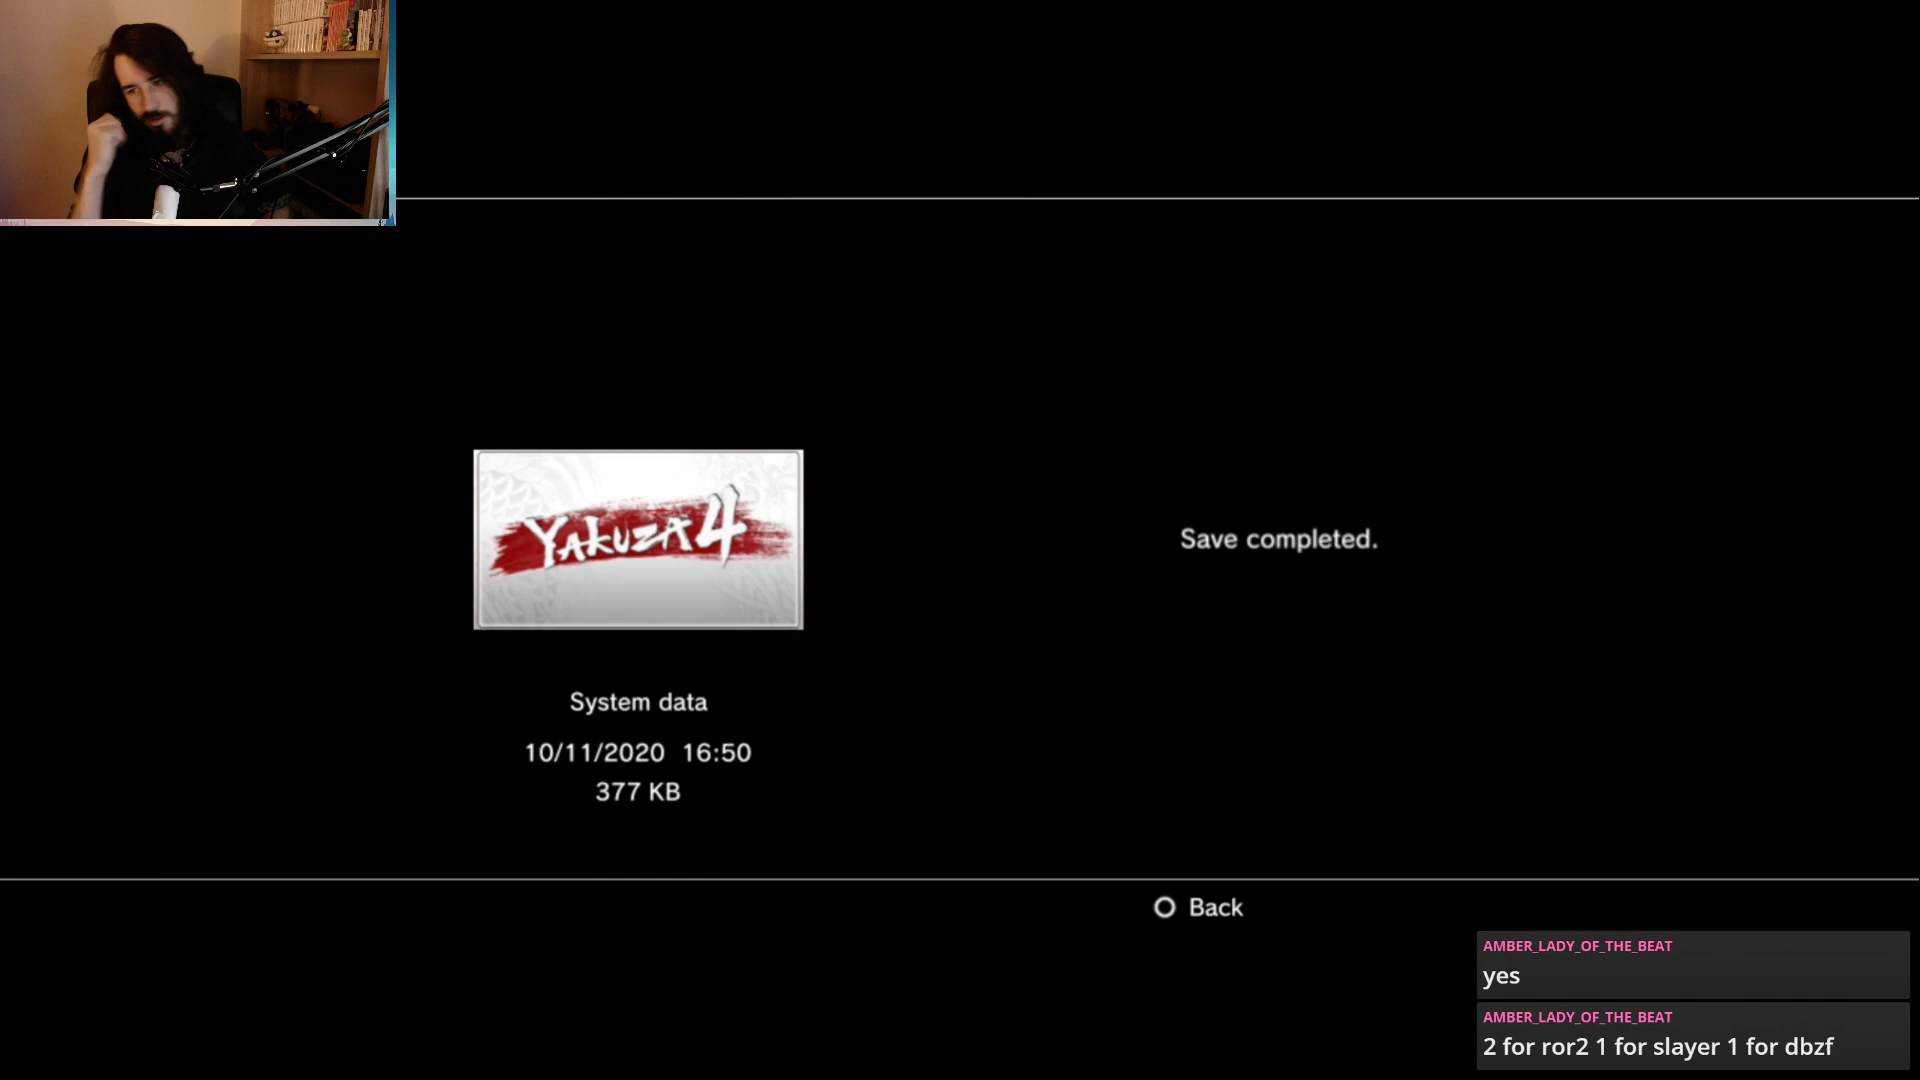 YAKUZA 4
Save completed.
System data
10/11/2020 16:50
377 KB
Back
AMBER_LADY_OF_THE_BEAT
yes
AMBER_LADY_OF_THE_BEAT
2 for ror2 1 for slayer 1 for dbzf